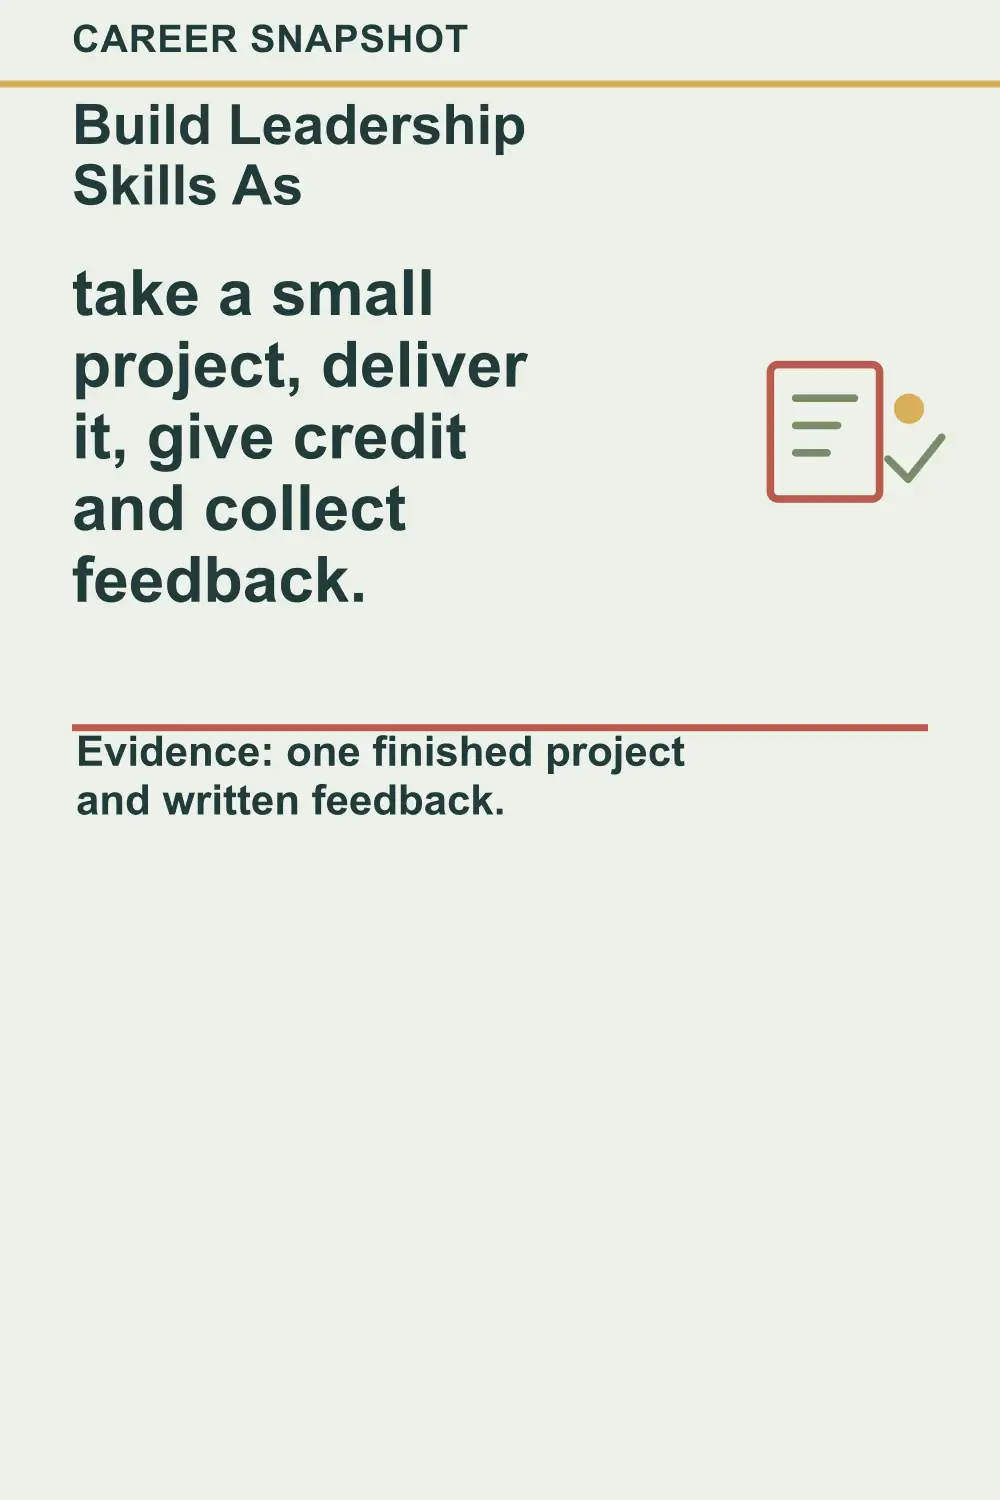 CAREER SNAPSHOT
Build Leadership
Skills As
take a small
project, deliver
it, give credit
and collect
feedback.
Evidence: one finished project
and written feedback.